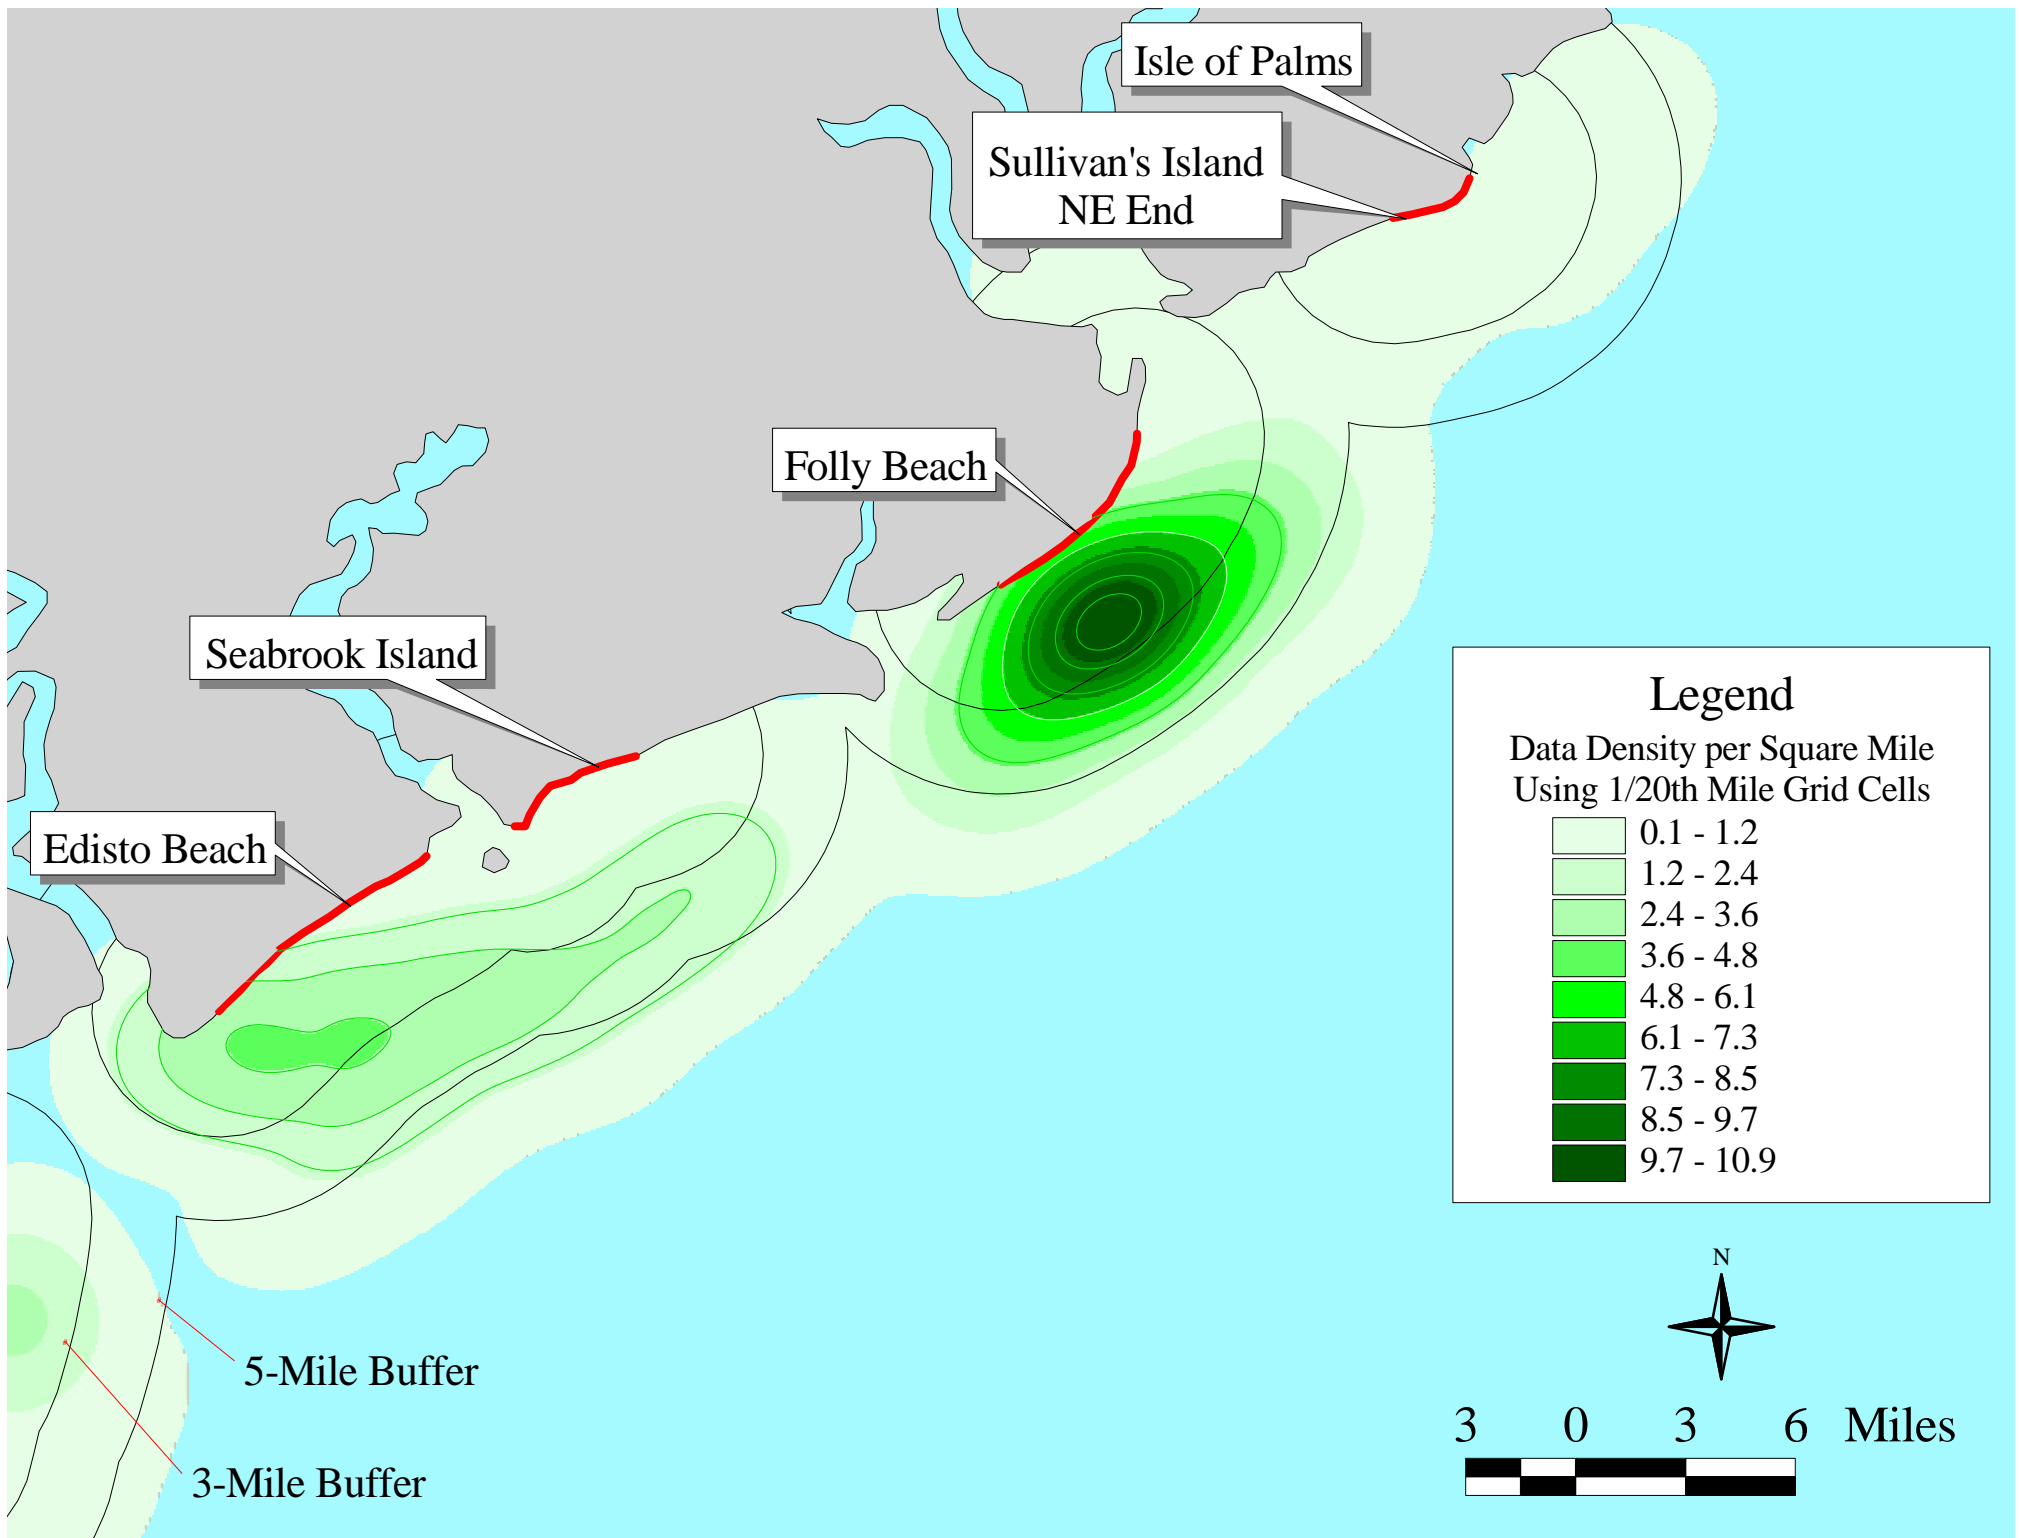 Isle of Palms
Sullivan's Island
NE End
Folly Beach
Seabrook Island
Edisto Beach
Legend
Data Density per Square Mile
Using 1/20th Mile Grid Cells
0.1 - 1.2
1.2 - 2.4
2.4 - 3.6
3.6 - 4.8
4.8 - 6.1
6.1 - 7.3
7.3 - 8.5
8.5 - 9.7
9.7 - 10.9
N
5-Mile Buffer
3-Mile Buffer
3 0 3 6 Miles